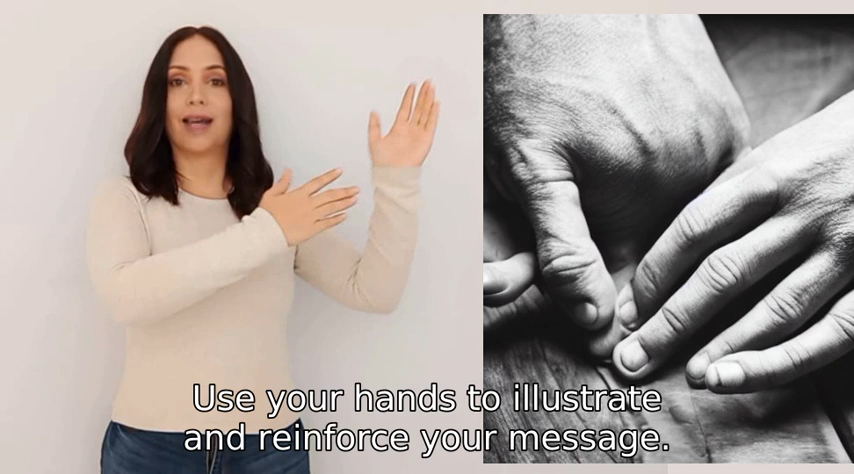 Use your hands to illustrate
and reinforce your message.